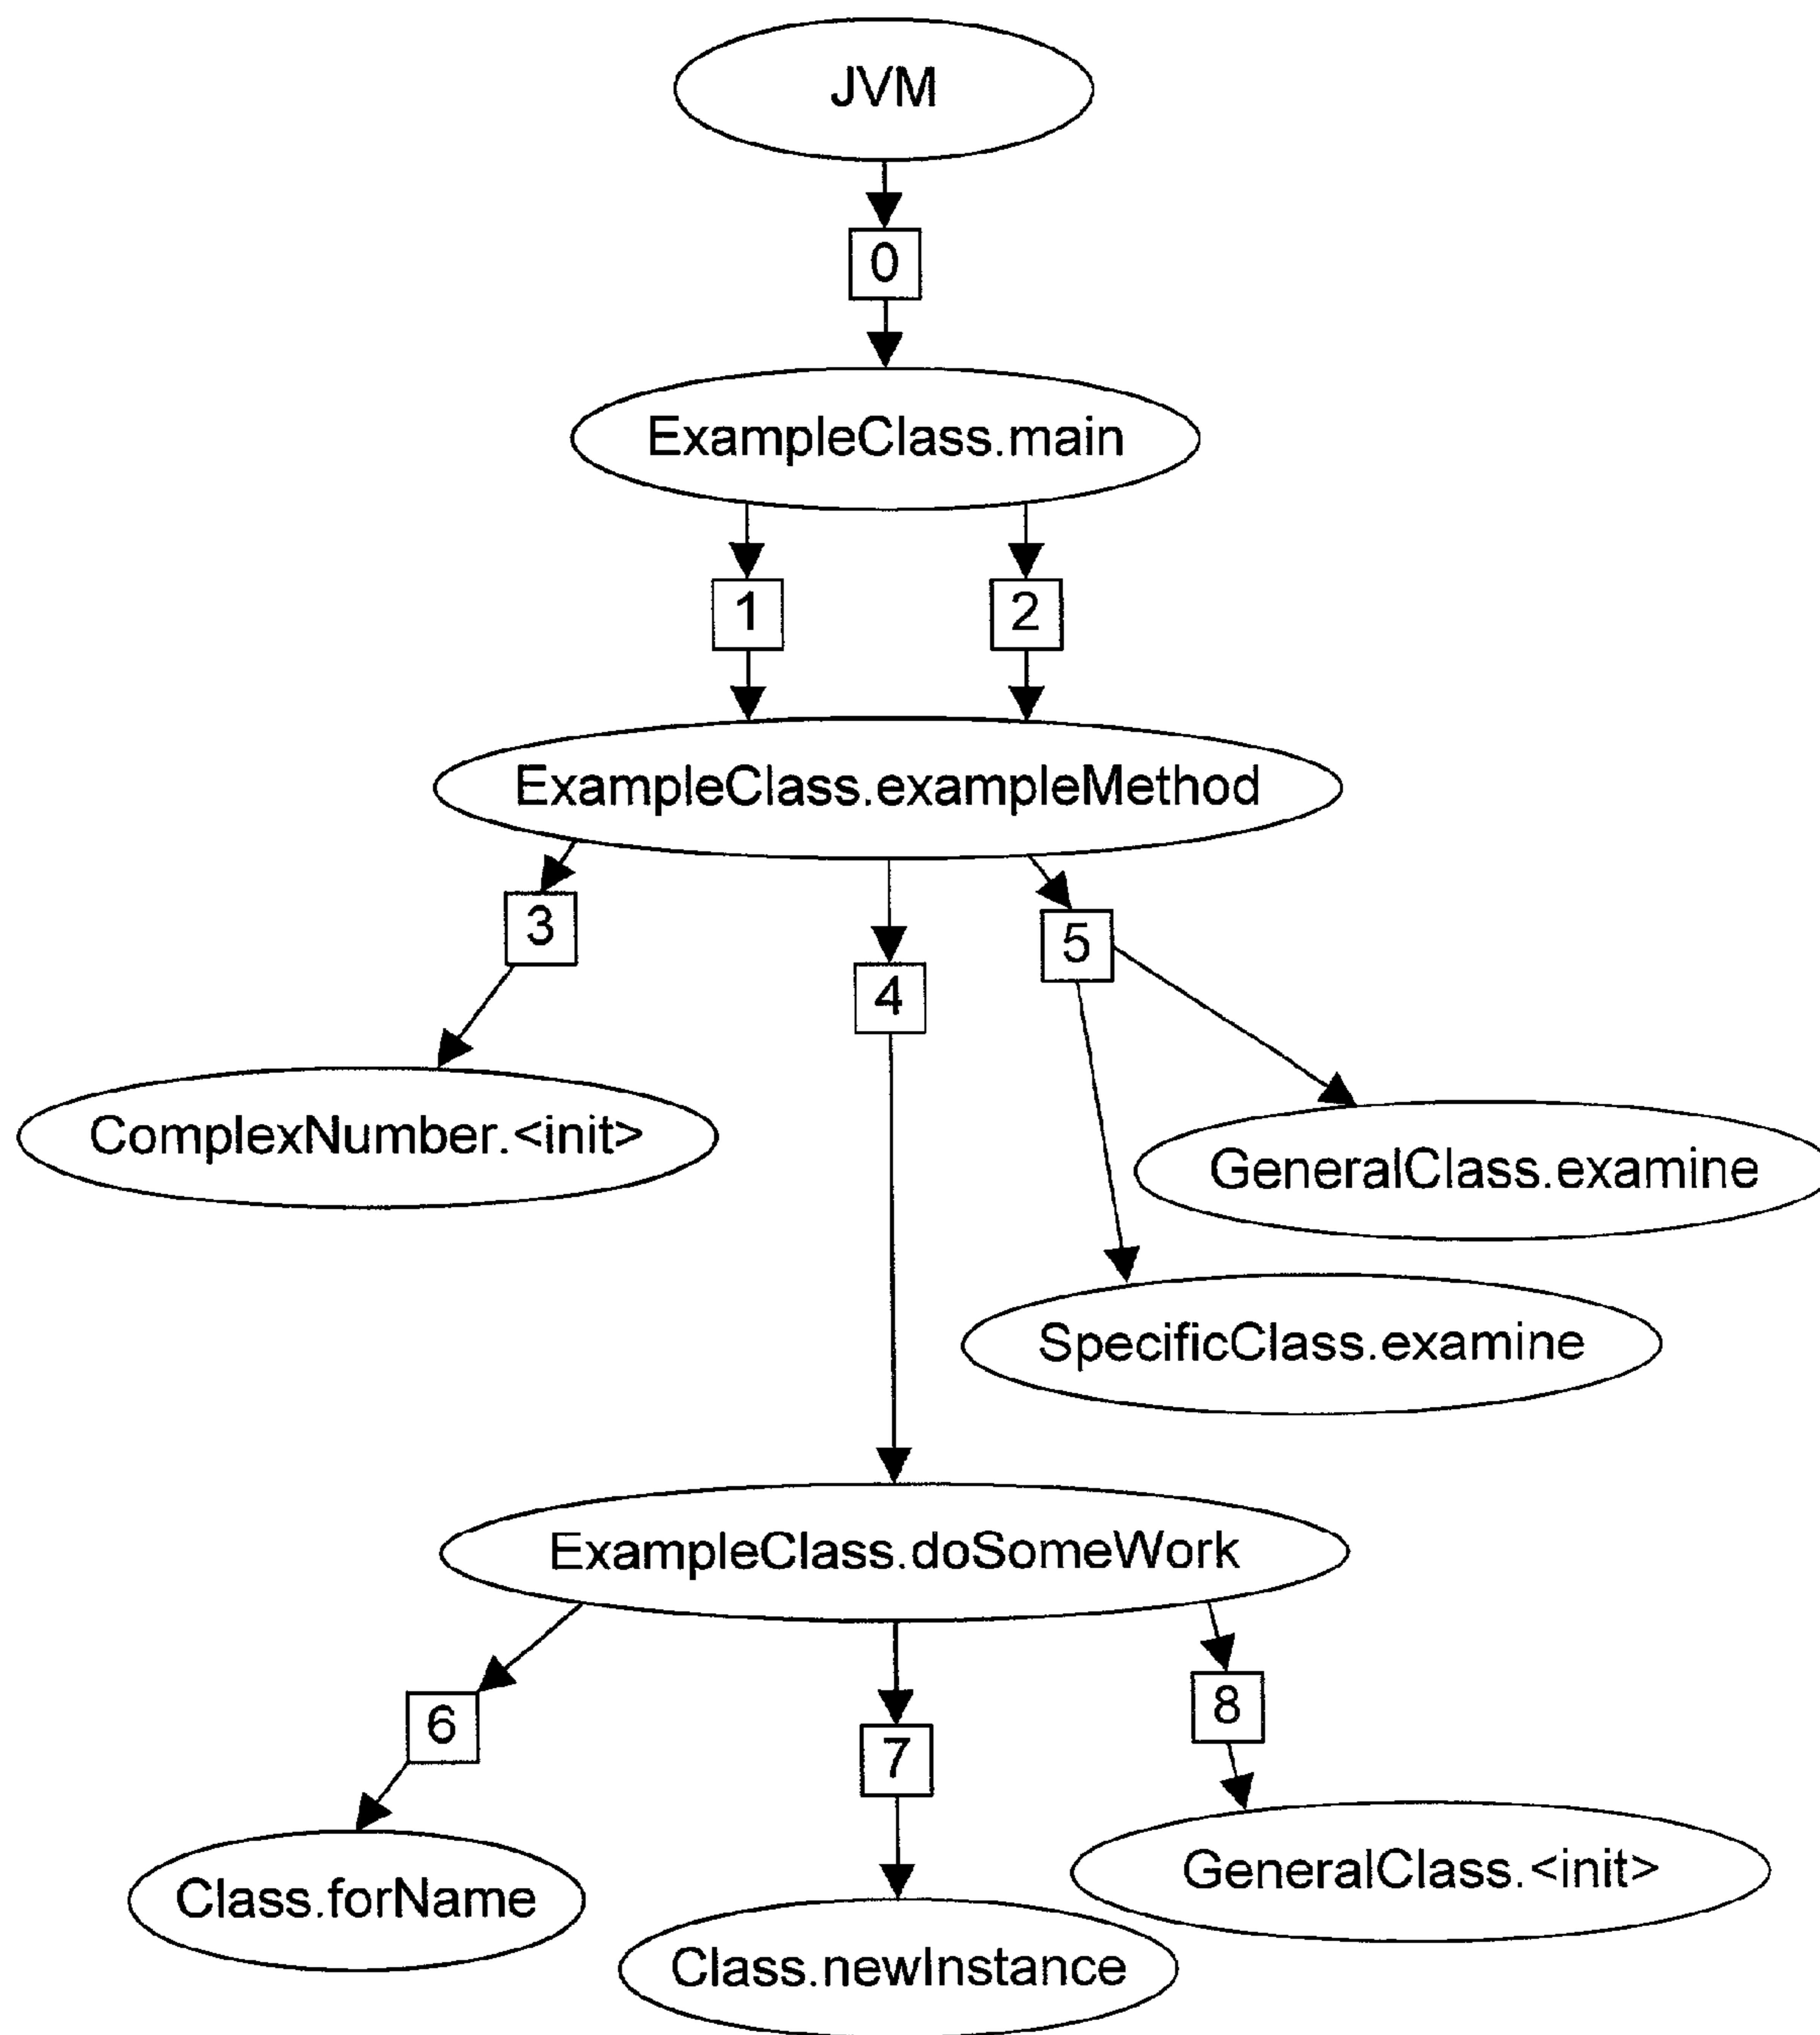 JVM
0
ExampleClass.main
1
2
ExampleClass.exampleMethod
3
4
5
ComplexNumber.<init>
GeneralClass.examine
SpecificClass.examine
ExampleClass.doSomeWork
6
7
8
Class.forName
Class.newInstance
GeneralClass.<init>